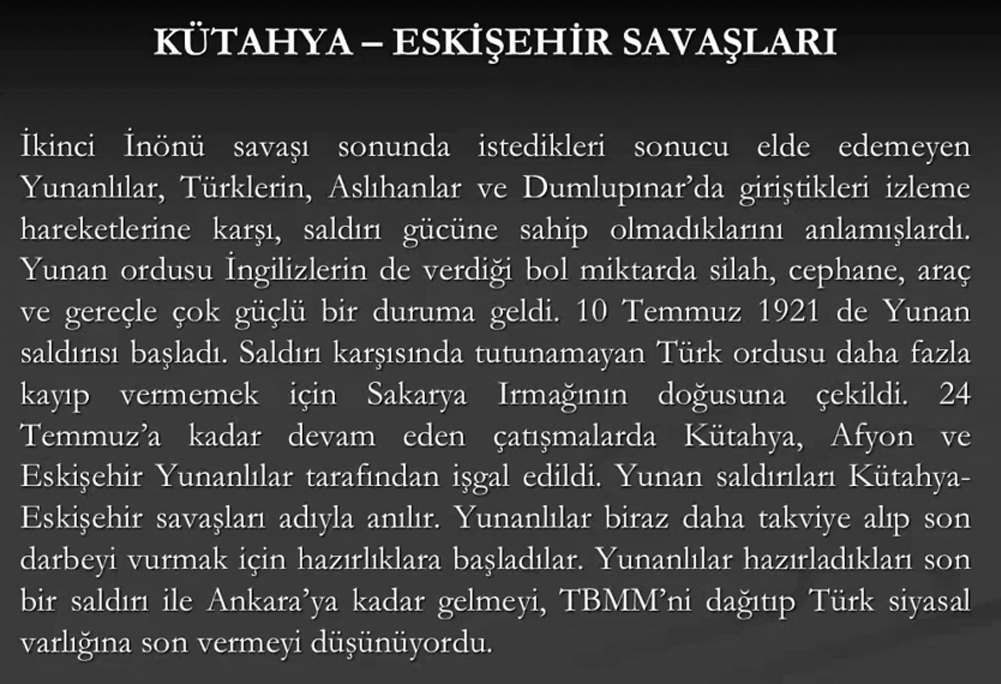 KÜTAHYA – ESKİŞEHİR SAVAŞLARI
İkinci İnönü savaşı sonunda istedikleri sonucu elde edemeyen
Yunanlılar, Türklerin, Aslıhanlar ve Dumlupınar’da giriştikleri izleme
hareketlerine karşı, saldırı gücüne sahip olmadıklarını anlamışlardı.
Yunan ordusu İngilizlerin de verdiği bol miktarda silah, cephane, araç
ve gereçle çok güçlü bir duruma geldi. 10 Temmuz 1921 de Yunan
saldırısı başladı. Saldırı karşısında tutunamayan Türk ordusu daha fazla
kayıp vermemek için Sakarya Irmağının doğusuna çekildi. 24
Temmuz’a kadar devam eden çatışmalarda Kütahya, Afyon ve
Eskişehir Yunanlılar tarafından işgal edildi. Yunan saldırıları Kütahya-
Eskişehir savaşları adıyla anılır. Yunanlılar biraz daha takviye alıp son
darbeyi vurmak için hazırlıklara başladılar. Yunanlılar hazırladıkları son
bir saldırı ile Ankara’ya kadar gelmeyi, TBMM’ni dağıtıp Türk siyasal
varlığına son vermeyi düşünüyordu.